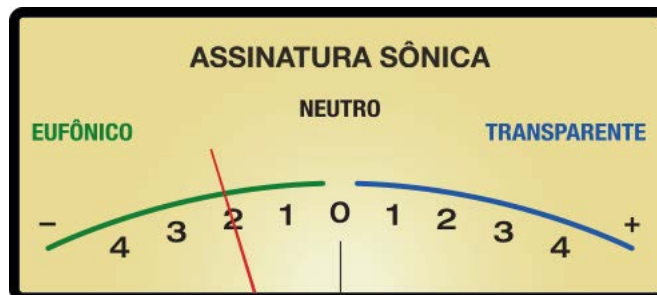 ASSINATURA SÔNICA
NEUTRO
EUFÔNICO
TRANSPARENTE
− 4 3 2 1 0 1 2 3 4 +